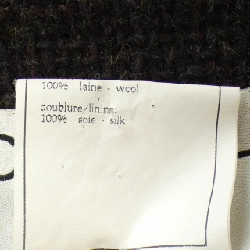 100% laine - wool
doublure/lining:
100% soie - silk